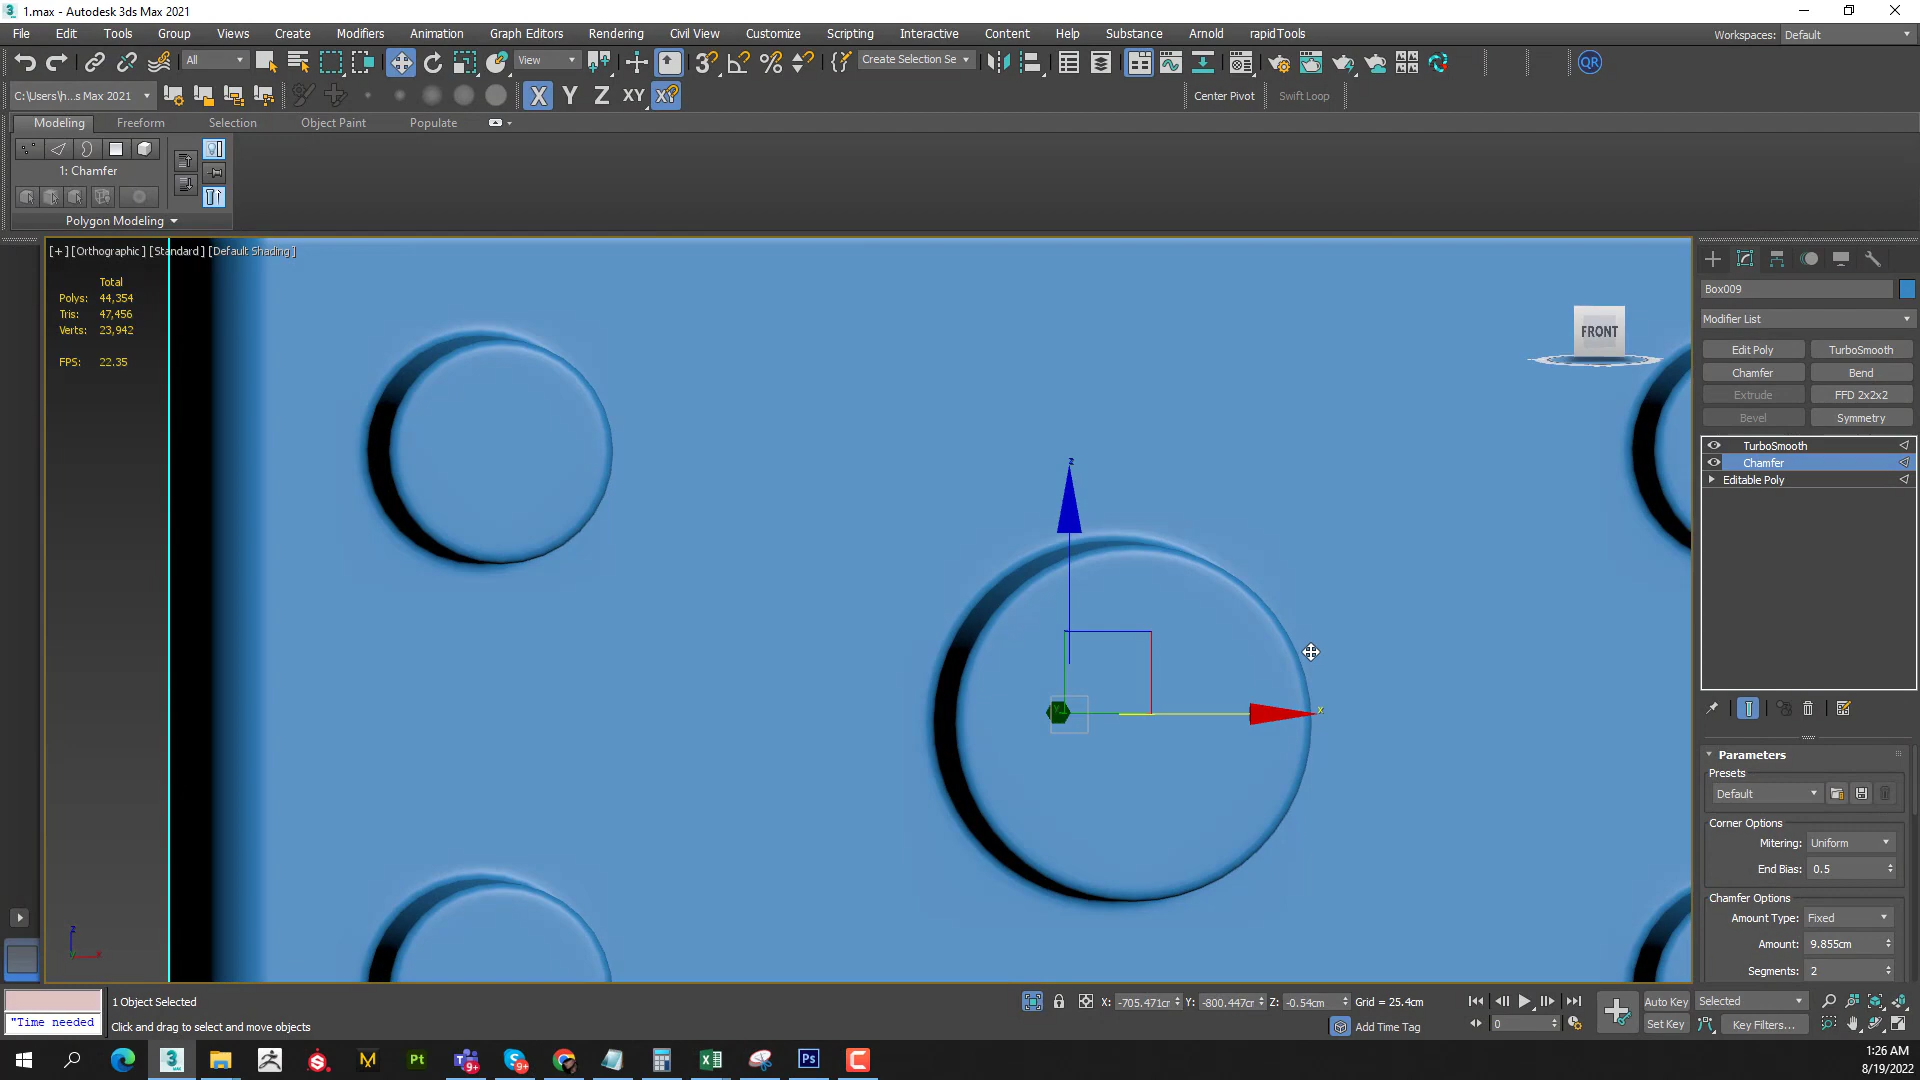 1.max - Autodesk 3ds Max 2021
File Edit Tools Group Views Create Modifiers Animation Graph Editors Rendering Civil View Customize Scripting Interactive Content Help Substance Arnold rapidTools Workspaces: Default
All View Create Selection Se QR
C:\Users\h...s Max 2021 X Y Z XY XY Center Pivot Swift Loop
Modeling Freeform Selection Object Paint Populate
1: Chamfer
Polygon Modeling
[+] [Orthographic] [Standard] [Default Shading]
Total
Polys: 44,354
Tris: 47,456
Verts: 23,942
FPS: 22.35
FRONT
z
x
y
z
x
Box009
Modifier List
Edit Poly TurboSmooth
Chamfer Bend
Extrude FFD 2x2x2
Bevel Symmetry
TurboSmooth
Chamfer
Editable Poly
Parameters
Presets
Default
Corner Options
Mitering: Uniform
End Bias: 0.5
Chamfer Options
Amount Type: Fixed
Amount: 9.855cm
Segments: 2
1 Object Selected X: -705.471cr Y: -800.447cr Z: -0.54cm Grid = 25.4cm Auto Key Selected
"Time needed Click and drag to select and move objects Add Time Tag 0 Set Key Key Filters...
3 S M Pt 9+ 9+ Ps C
1:26 AM
8/19/2022